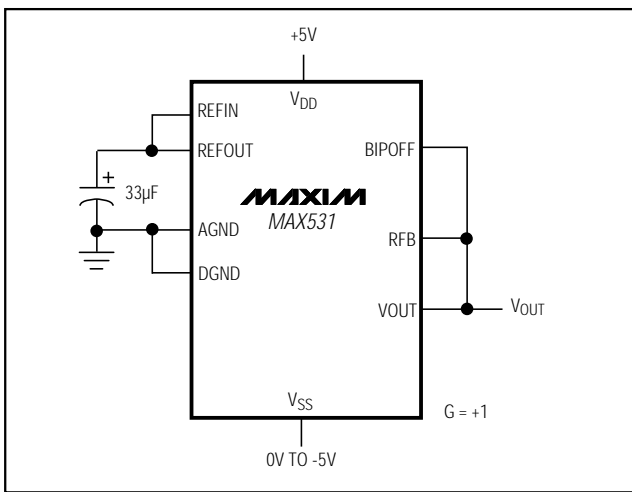 +5V
VDD
REFIN
REFOUT
BIPOFF
+
33µF
MAXIM
MAX531
AGND
RFB
DGND
VOUT
VOUT
VSS
G = +1
0V TO -5V